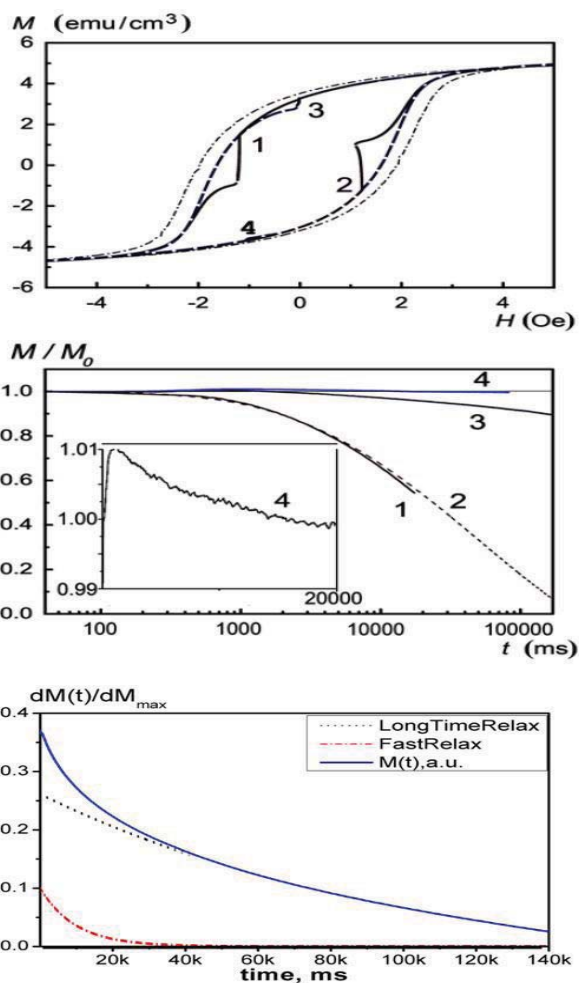 M (emu/cm³)
6
4
2
0
-2
-4
-6
1
3
2
4
-4 -2 0 2 4
H (Oe)
M / M₀
1.0
0.8
0.6
0.4
0.2
0.0
4
3
1 2
1.01
1.00
0.99
4
20000
100 1000 10000 100000
t (ms)
dM(t)/dMmax
0.4
0.3
0.2
0.1
0.0
LongTimeRelax
FastRelax
M(t),a.u.
20k 40k 60k 80k 100k 120k 140k
time, ms